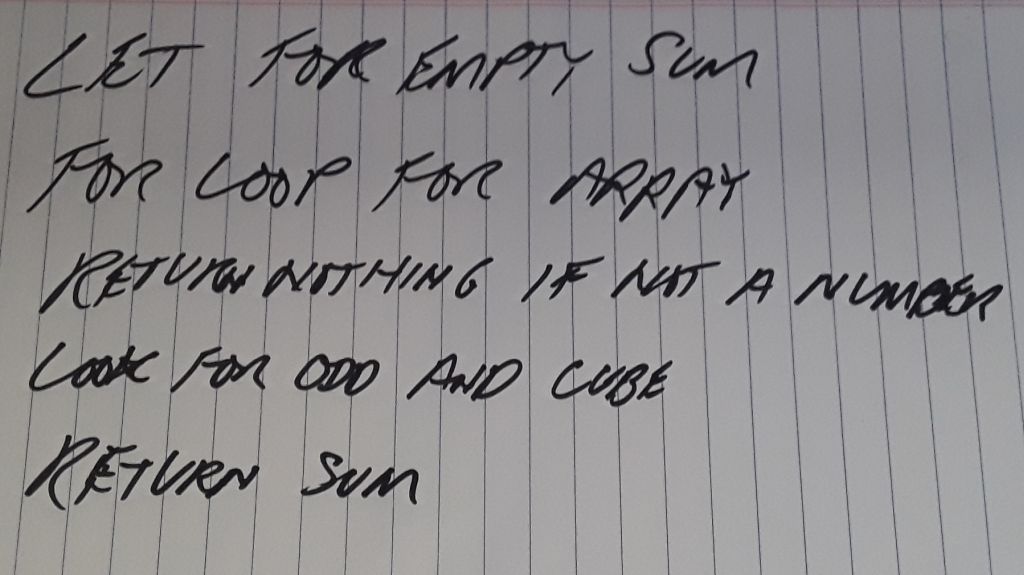 LET FOR EMPTY SUM
FOR LOOP FOR ARRAY
RETURN NOTHING IF NOT A NUMBER
LOOK FOR ODD AND CUBE
RETURN SUM